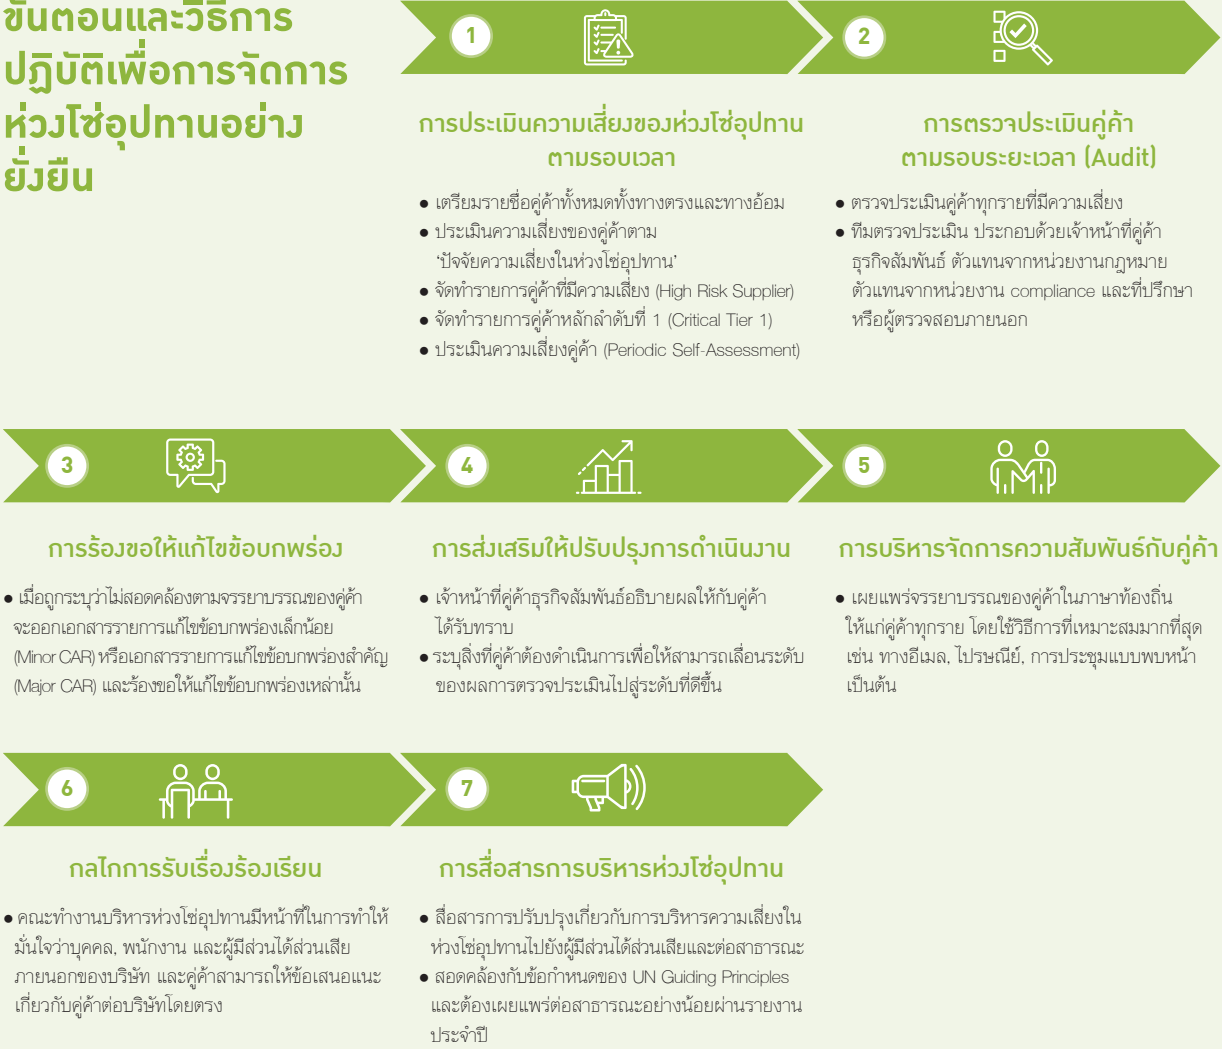 ขั้นตอนและวิธีการ
ปฏิบัติเพื่อการจัดการ
ห่วงโซ่อุปทานอย่าง
ยั่งยืน
1
การประเมินความเสี่ยงของห่วงโซ่อุปทาน
ตามรอบเวลา
● เตรียมรายชื่อคู่ค้าทั้งหมดทั้งทางตรงและทางอ้อม
● ประเมินความเสี่ยงของคู่ค้าตาม
‘ปัจจัยความเสี่ยงในห่วงโซ่อุปทาน’
● จัดทำรายการคู่ค้าที่มีความเสี่ยง (High Risk Supplier)
● จัดทำรายการคู่ค้าหลักลำดับที่ 1 (Critical Tier 1)
● ประเมินความเสี่ยงคู่ค้า (Periodic Self-Assessment)
2
การตรวจประเมินคู่ค้า
ตามรอบระยะเวลา (Audit)
● ตรวจประเมินคู่ค้าทุกรายที่มีความเสี่ยง
● ทีมตรวจประเมิน ประกอบด้วยเจ้าหน้าที่คู่ค้า
ธุรกิจสัมพันธ์ ตัวแทนจากหน่วยงานกฎหมาย
ตัวแทนจากหน่วยงาน compliance และที่ปรึกษา
หรือผู้ตรวจสอบภายนอก
3
การร้องขอให้แก้ไขข้อบกพร่อง
● เมื่อถูกระบุว่าไม่สอดคล้องตามจรรยาบรรณของคู่ค้า
จะออกเอกสารรายการแก้ไขข้อบกพร่องเล็กน้อย
(Minor CAR) หรือเอกสารรายการแก้ไขข้อบกพร่องสำคัญ
(Major CAR) และร้องขอให้แก้ไขข้อบกพร่องเหล่านั้น
4
การส่งเสริมให้ปรับปรุงการดำเนินงาน
● เจ้าหน้าที่คู่ค้าธุรกิจสัมพันธ์อธิบายผลให้กับคู่ค้า
ได้รับทราบ
● ระบุสิ่งที่คู่ค้าต้องดำเนินการเพื่อให้สามารถเลื่อนระดับ
ของผลการตรวจประเมินไปสู่ระดับที่ดีขึ้น
5
การบริหารจัดการความสัมพันธ์กับคู่ค้า
● เผยแพร่จรรยาบรรณของคู่ค้าในภาษาท้องถิ่น
ให้แก่คู่ค้าทุกราย โดยใช้วิธีการที่เหมาะสมมากที่สุด
เช่น ทางอีเมล, ไปรษณีย์, การประชุมแบบพบหน้า
เป็นต้น
6
กลไกการรับเรื่องร้องเรียน
● คณะทำงานบริหารห่วงโซ่อุปทานมีหน้าที่ในการทำให้
มั่นใจว่าบุคคล, พนักงาน และผู้มีส่วนได้ส่วนเสีย
ภายนอกของบริษัท และคู่ค้าสามารถให้ข้อเสนอแนะ
เกี่ยวกับคู่ค้าต่อบริษัทโดยตรง
7
การสื่อสารการบริหารห่วงโซ่อุปทาน
● สื่อสารการปรับปรุงเกี่ยวกับการบริหารความเสี่ยงใน
ห่วงโซ่อุปทานไปยังผู้มีส่วนได้ส่วนเสียและต่อสาธารณะ
● สอดคล้องกับข้อกำหนดของ UN Guiding Principles
และต้องเผยแพร่ต่อสาธารณะอย่างน้อยผ่านรายงาน
ประจำปี